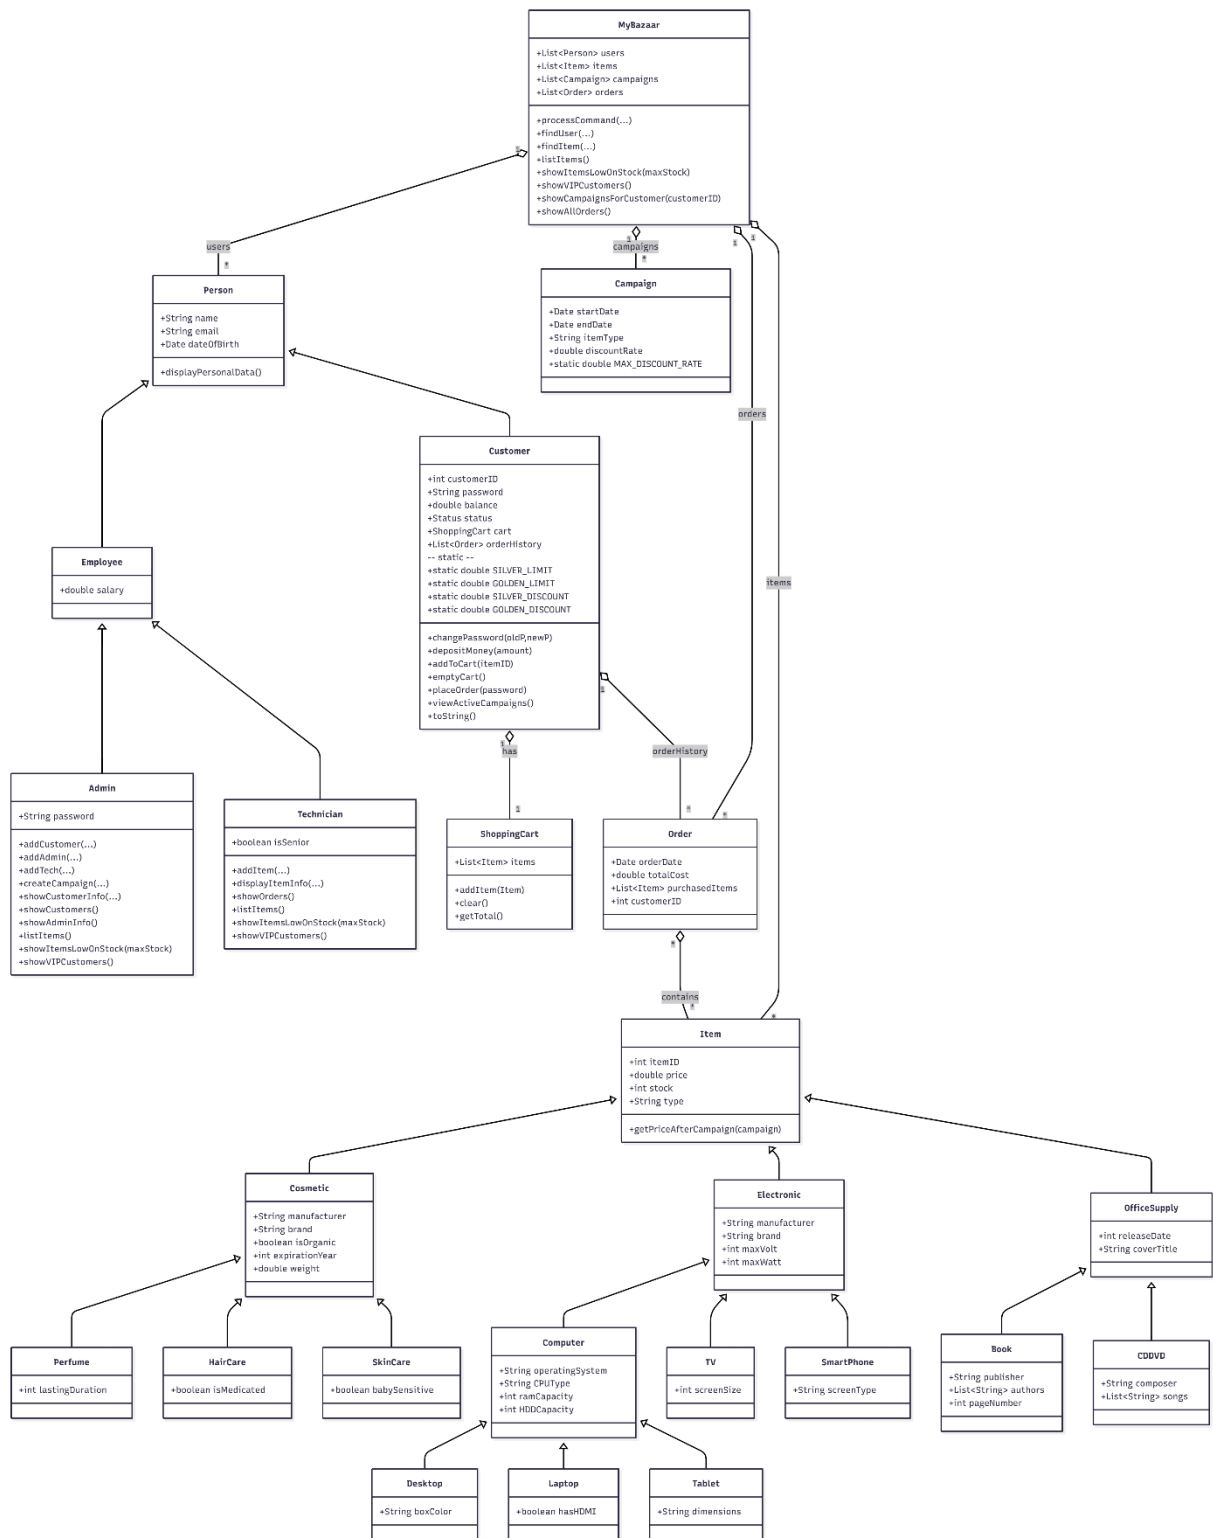 MyBazaar
+List<Person> users
+List<Item> items
+List<Campaign> campaigns
+List<Order> orders
+processCommand(...)
+findUser(...)
+findItem(...)
+listItems()
+showItemsLowOnStock(maxStock)
+showVIPCustomers()
+showCampaignsForCustomer(customerID)
+showAllOrders()
1
users
*
1
campaigns
*
1
1
orders
items
Person
+String name
+String email
+Date dateOfBirth
+displayPersonalData()
Campaign
+Date startDate
+Date endDate
+String itemType
+double discountRate
+static double MAX_DISCOUNT_RATE
Customer
+int customerID
+String password
+double balance
+Status status
+ShoppingCart cart
+List<Order> orderHistory
-- static --
+static double SILVER_LIMIT
+static double GOLDEN_LIMIT
+static double SILVER_DISCOUNT
+static double GOLDEN_DISCOUNT
+changePassword(oldP,newP)
+depositMoney(amount)
+addToCart(itemID)
+emptyCart()
+placeOrder(password)
+viewActiveCampaigns()
+toString()
Employee
+double salary
1
has
1
1
orderHistory
*
*
Admin
+String password
+addCustomer(...)
+addAdmin(...)
+addTech(...)
+createCampaign(...)
+showCustomerInfo(...)
+showCustomers()
+showAdminInfo()
+listItems()
+showItemsLowOnStock(maxStock)
+showVIPCustomers()
Technician
+boolean isSenior
+addItem(...)
+displayItemInfo(...)
+showOrders()
+listItems()
+showItemsLowOnStock(maxStock)
+showVIPCustomers()
ShoppingCart
+List<Item> items
+addItem(Item)
+clear()
+getTotal()
Order
+Date orderDate
+double totalCost
+List<Item> purchasedItems
+int customerID
*
contains
*
*
Item
+int itemID
+double price
+int stock
+String type
+getPriceAfterCampaign(campaign)
Cosmetic
+String manufacturer
+String brand
+boolean isOrganic
+int expirationYear
+double weight
Electronic
+String manufacturer
+String brand
+int maxVolt
+int maxWatt
OfficeSupply
+int releaseDate
+String coverTitle
Perfume
+int lastingDuration
HairCare
+boolean isMedicated
SkinCare
+boolean babySensitive
Computer
+String operatingSystem
+String CPUType
+int ramCapacity
+int HDDCapacity
TV
+int screenSize
SmartPhone
+String screenType
Book
+String publisher
+List<String> authors
+int pageNumber
CDDVD
+String composer
+List<String> songs
Desktop
+String boxColor
Laptop
+boolean hasHDMI
Tablet
+String dimensions